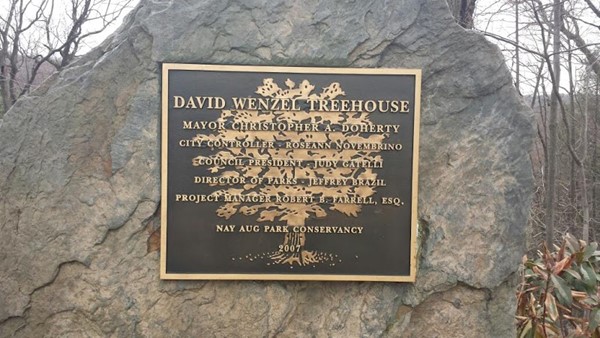 DAVID WENZEL TREEHOUSE
MAYOR CHRISTOPHER A. DOHERTY
CITY CONTROLLER - ROSEANN NOVEMBRINO
COUNCIL PRESIDENT - JUDY GATELLI
DIRECTOR OF PARKS - JEFFREY BRAZIL
PROJECT MANAGER ROBERT B. FARRELL, ESQ.
NAY AUG PARK CONSERVANCY
2007